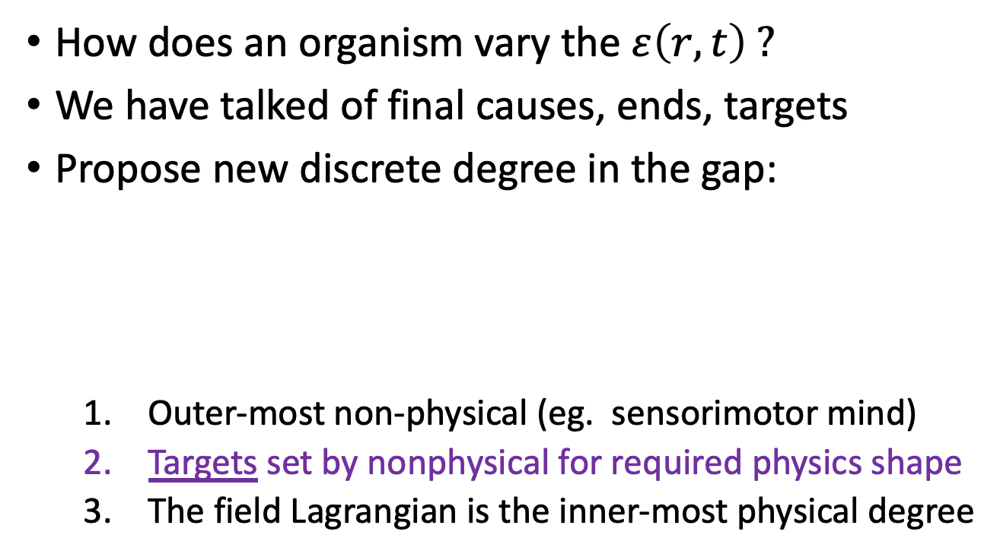 • How does an organism vary the 𝜀(𝑟, 𝑡) ?
• We have talked of final causes, ends, targets
• Propose new discrete degree in the gap:
1. Outer-most non-physical (eg. sensorimotor mind)
2. Targets set by nonphysical for required physics shape
3. The field Lagrangian is the inner-most physical degree